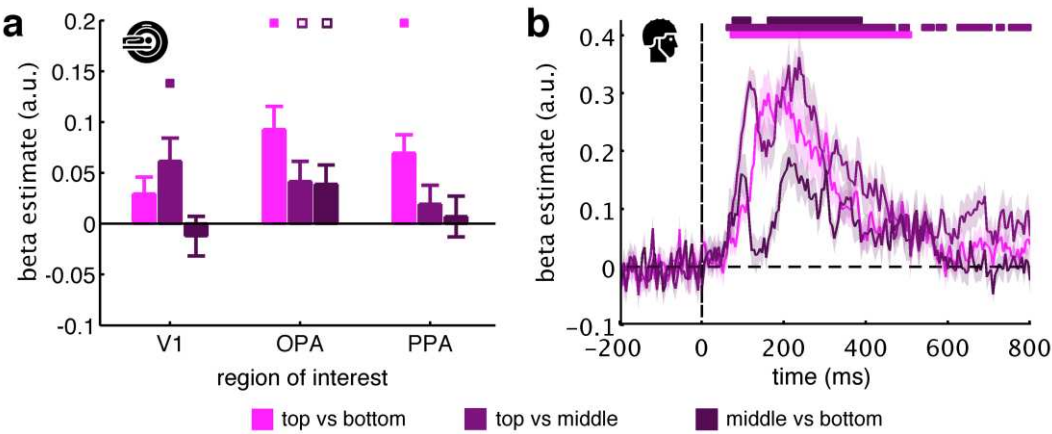 a
b
beta estimate (a.u.)
0.2
0.15
0.1
0.05
0
-0.05
-0.1
V1
OPA
PPA
region of interest
beta estimate (a.u.)
0.4
0.3
0.2
0.1
0
−0.1
−200
0
200
400
600
800
time (ms)
top vs bottom
top vs middle
middle vs bottom